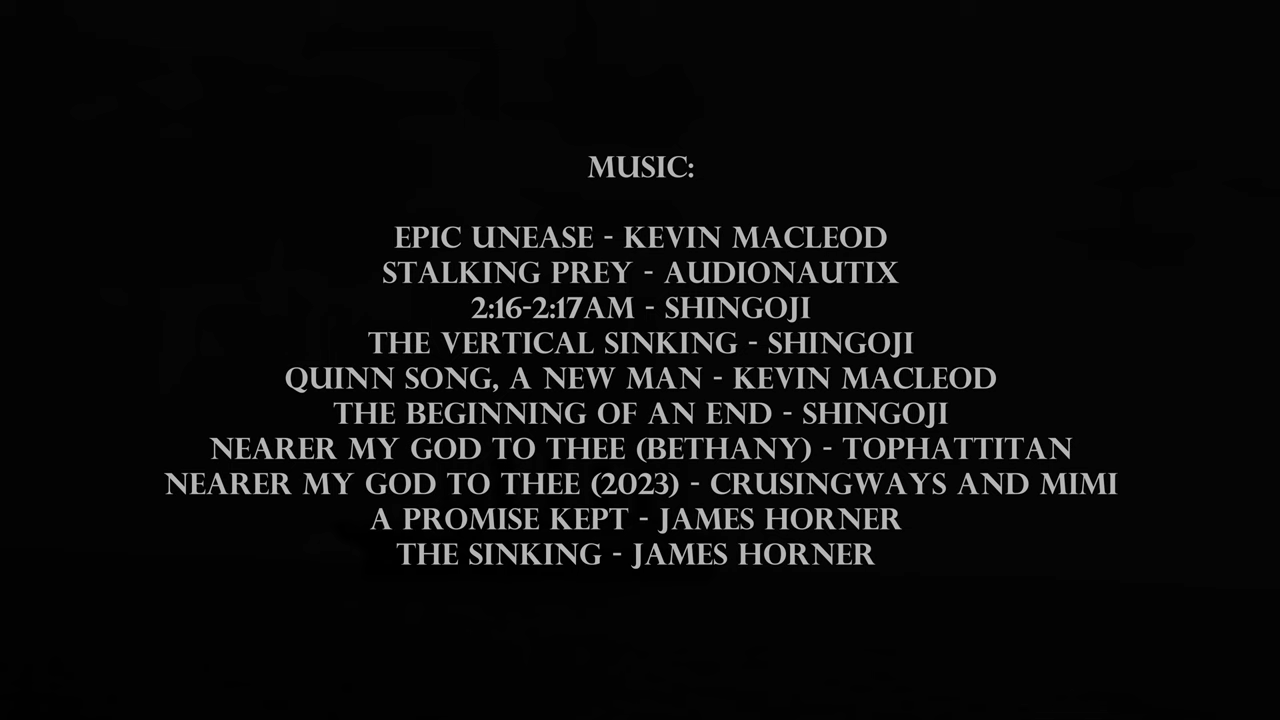 MUSIC:
EPIC UNEASE - KEVIN MACLEOD
STALKING PREY - AUDIONAUTIX
2:16-2:17AM - SHINGOJI
THE VERTICAL SINKING - SHINGOJI
QUINN SONG, A NEW MAN - KEVIN MACLEOD
THE BEGINNING OF AN END - SHINGOJI
NEARER MY GOD TO THEE (BETHANY) - TOPHATTITAN
NEARER MY GOD TO THEE (2023) - CRUSINGWAYS AND MIMI
A PROMISE KEPT - JAMES HORNER
THE SINKING - JAMES HORNER